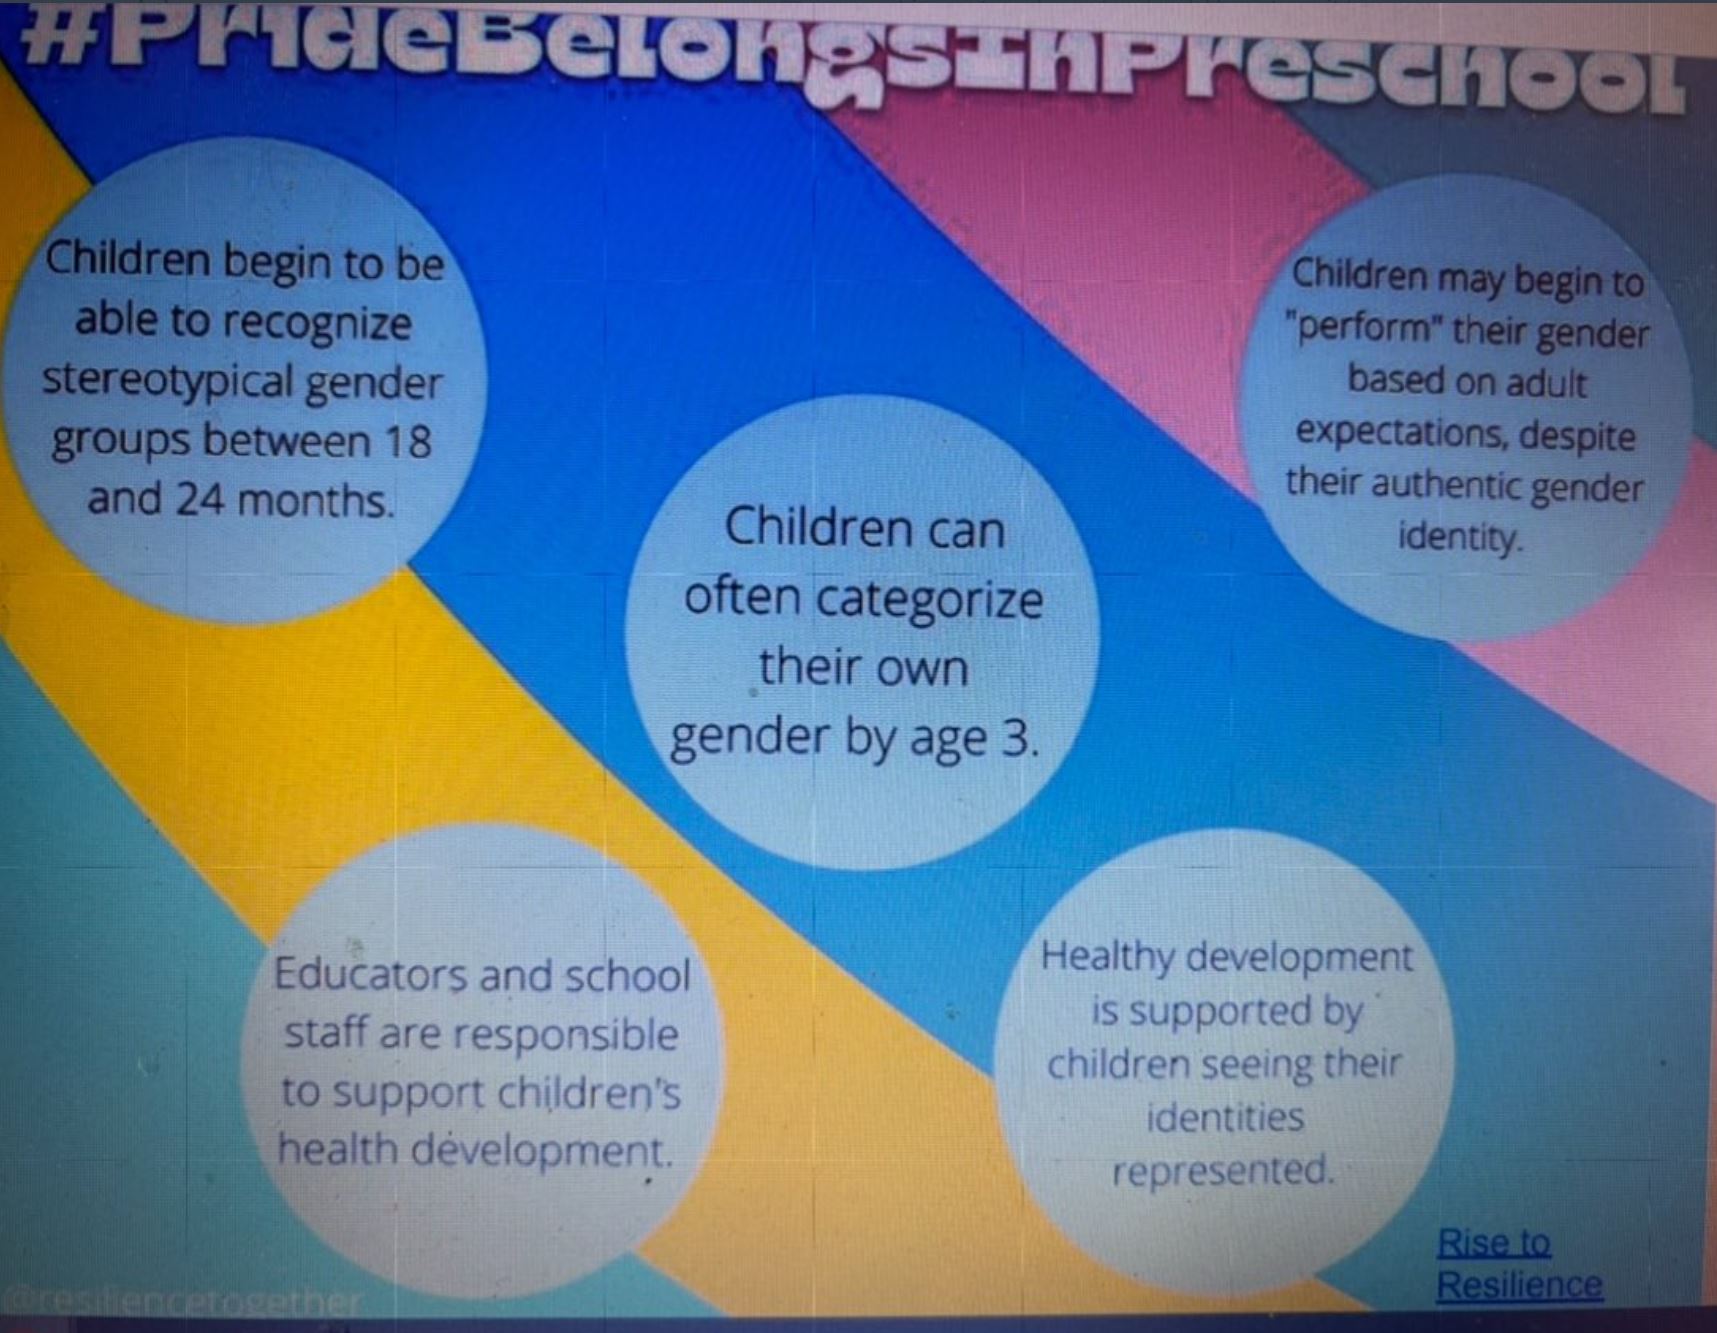 #PrideBelongsInPreschool
Children begin to be
able to recognize
stereotypical gender
groups between 18
and 24 months.
Children may begin to
"perform" their gender
based on adult
expectations, despite
their authentic gender
identity.
Children can
often categorize
their own
gender by age 3.
Educators and school
staff are responsible
to support children's
health development.
Healthy development
is supported by
children seeing their
identities
represented.
Rise to
Resilience
@resiliencetogether